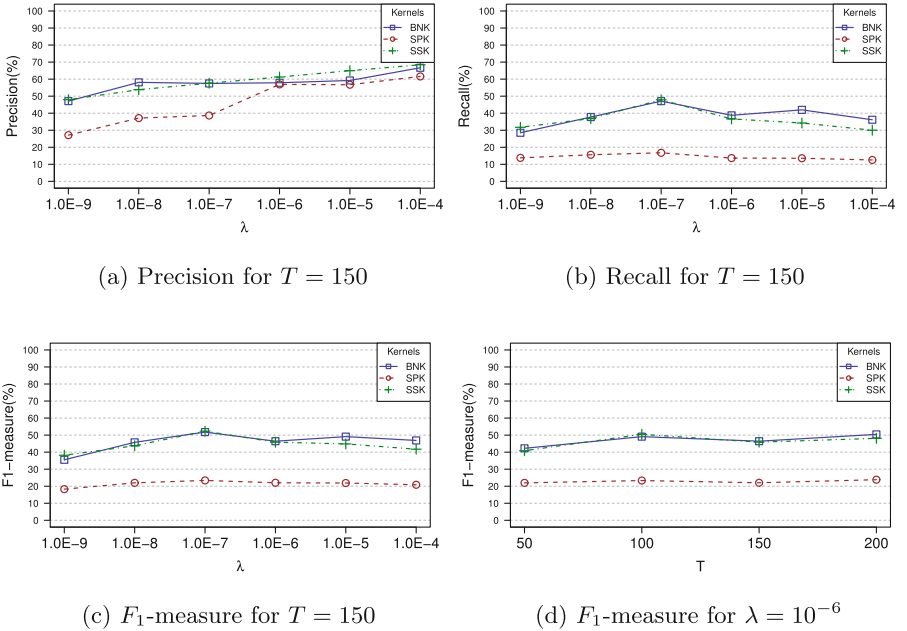 Precision(%)
100
90
80
70
60
50
40
30
20
10
0
Kernels
BNK
SPK
SSK
1.0E−9 1.0E−8 1.0E−7 1.0E−6 1.0E−5 1.0E−4
λ
(a) Precision for T = 150
Recall(%)
100
90
80
70
60
50
40
30
20
10
0
Kernels
BNK
SPK
SSK
1.0E−9 1.0E−8 1.0E−7 1.0E−6 1.0E−5 1.0E−4
λ
(b) Recall for T = 150
F1−measure(%)
100
90
80
70
60
50
40
30
20
10
0
Kernels
BNK
SPK
SSK
1.0E−9 1.0E−8 1.0E−7 1.0E−6 1.0E−5 1.0E−4
λ
(c) F₁-measure for T = 150
F1−measure(%)
100
90
80
70
60
50
40
30
20
10
0
Kernels
BNK
SPK
SSK
50 100 150 200
T
(d) F₁-measure for λ = 10⁻⁶